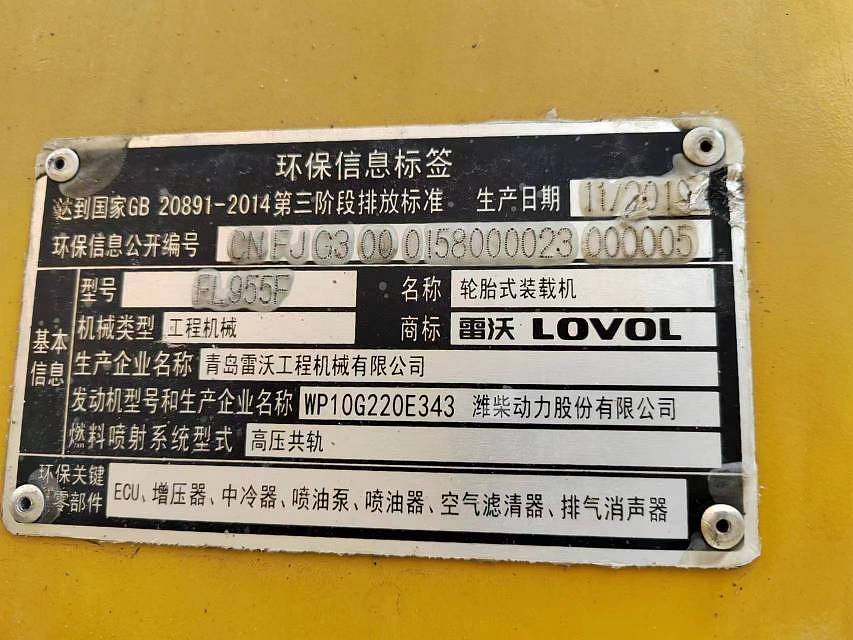 环保信息标签
达到国家GB 20891-2014第三阶段排放标准 生产日期 11/2019
环保信息公开编号 CN FJ G3 00 0158000023 000005
基本信息
型号 FL955F 名称 轮胎式装载机
机械类型 工程机械 商标 雷沃 LOVOL
生产企业名称 青岛雷沃工程机械有限公司
发动机型号和生产企业名称 WP10G220E343 潍柴动力股份有限公司
燃料喷射系统型式 高压共轨
环保关键零部件 ECU、增压器、中冷器、喷油泵、喷油器、空气滤清器、排气消声器